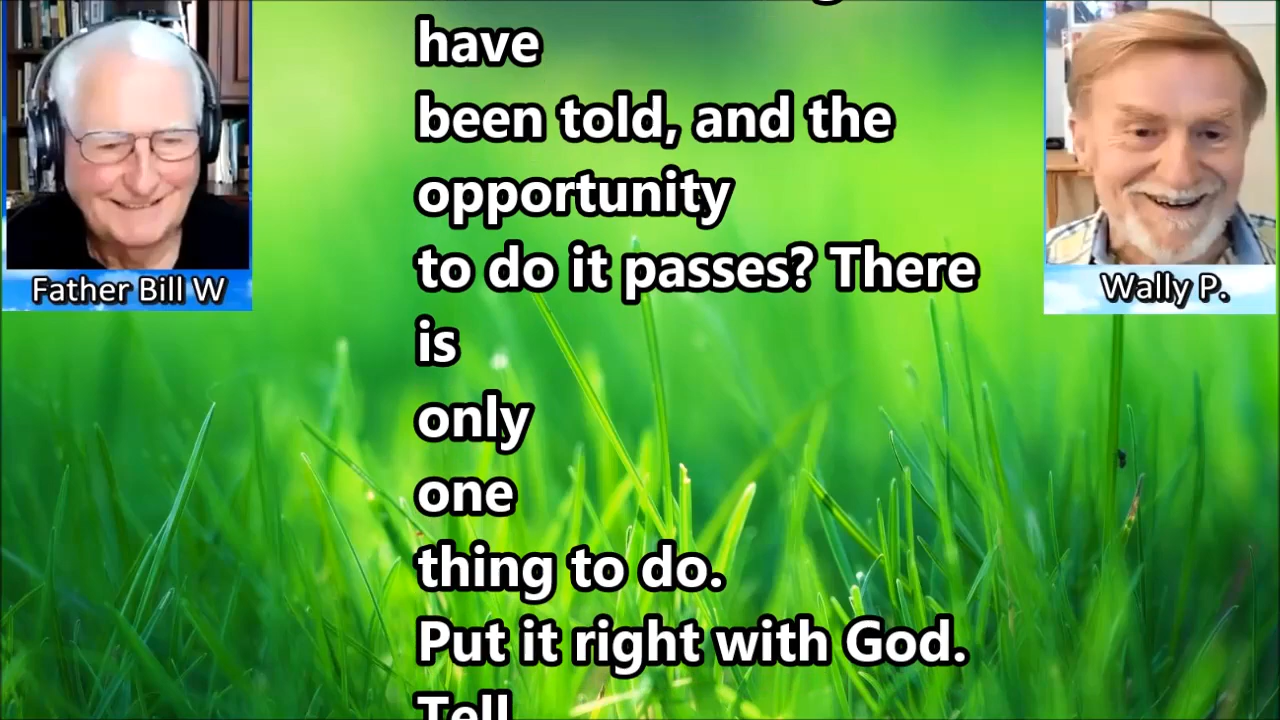 have
been told, and the
opportunity
to do it passes? There
is
only
one
thing to do.
Put it right with God.
Tell
Father Bill W
Wally P.